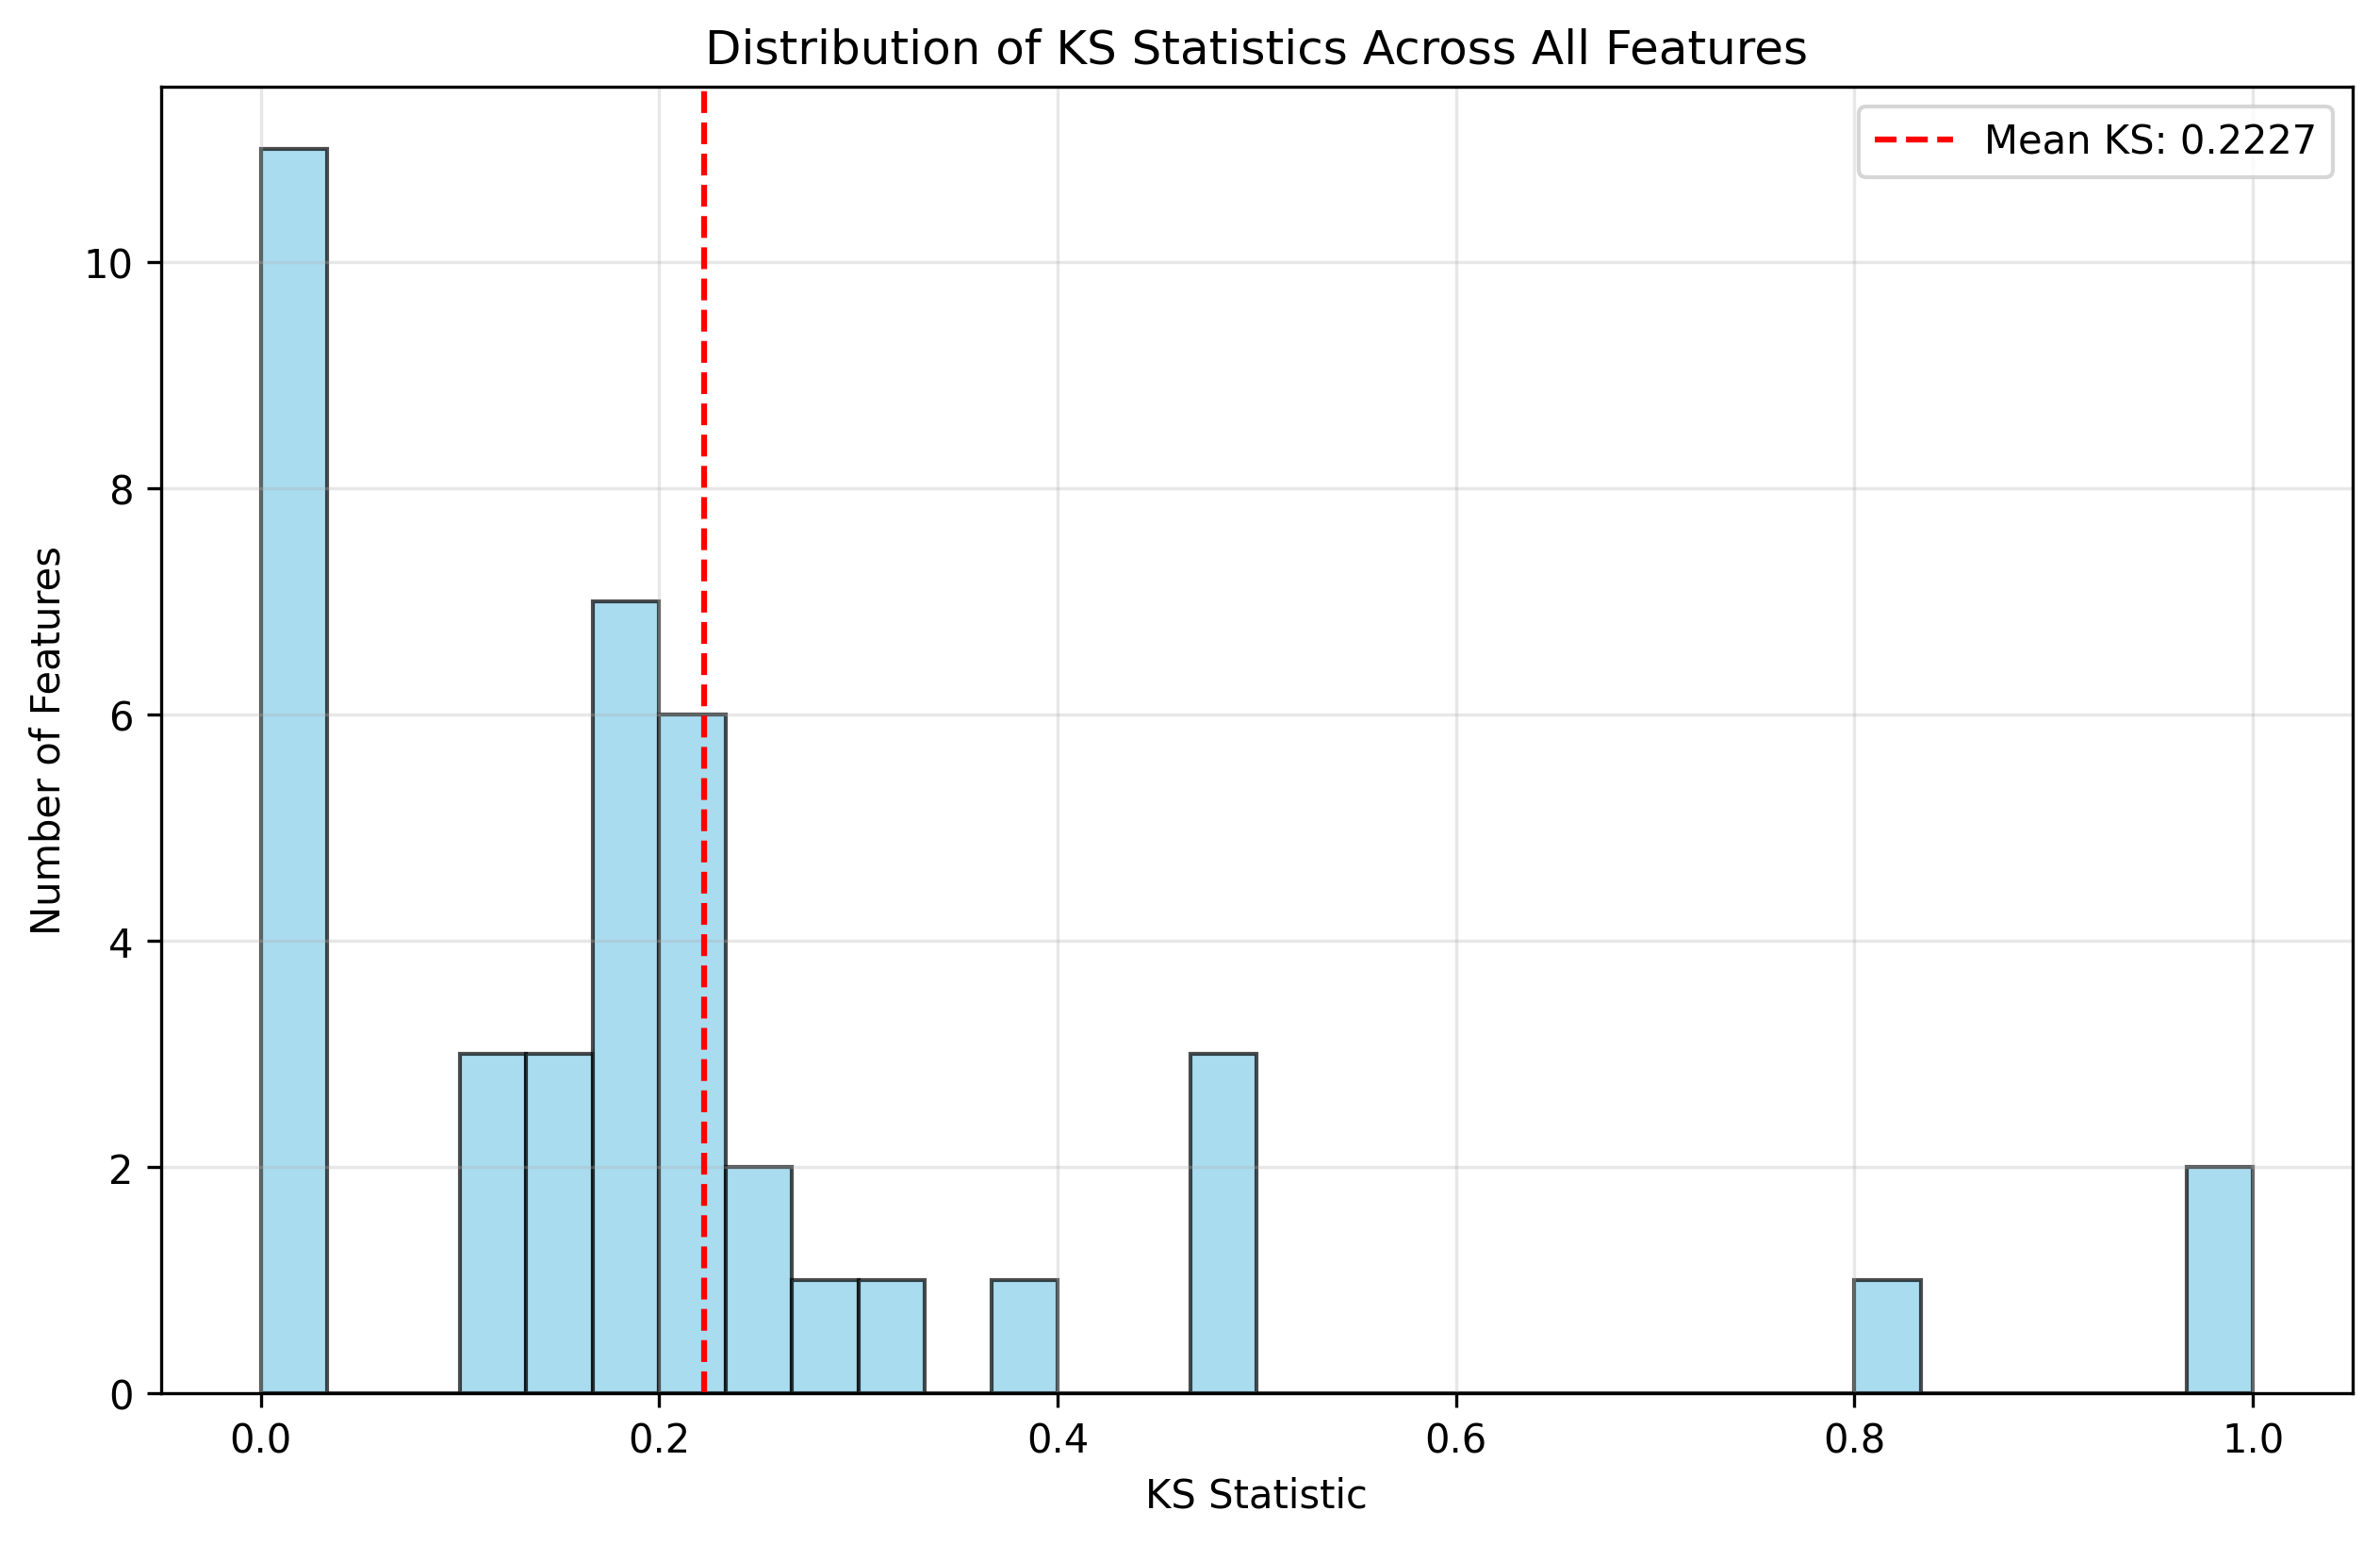 Distribution of KS Statistics Across All Features
Mean KS: 0.2227
Number of Features
10
8
6
4
2
0
0.0 0.2 0.4 0.6 0.8 1.0
KS Statistic